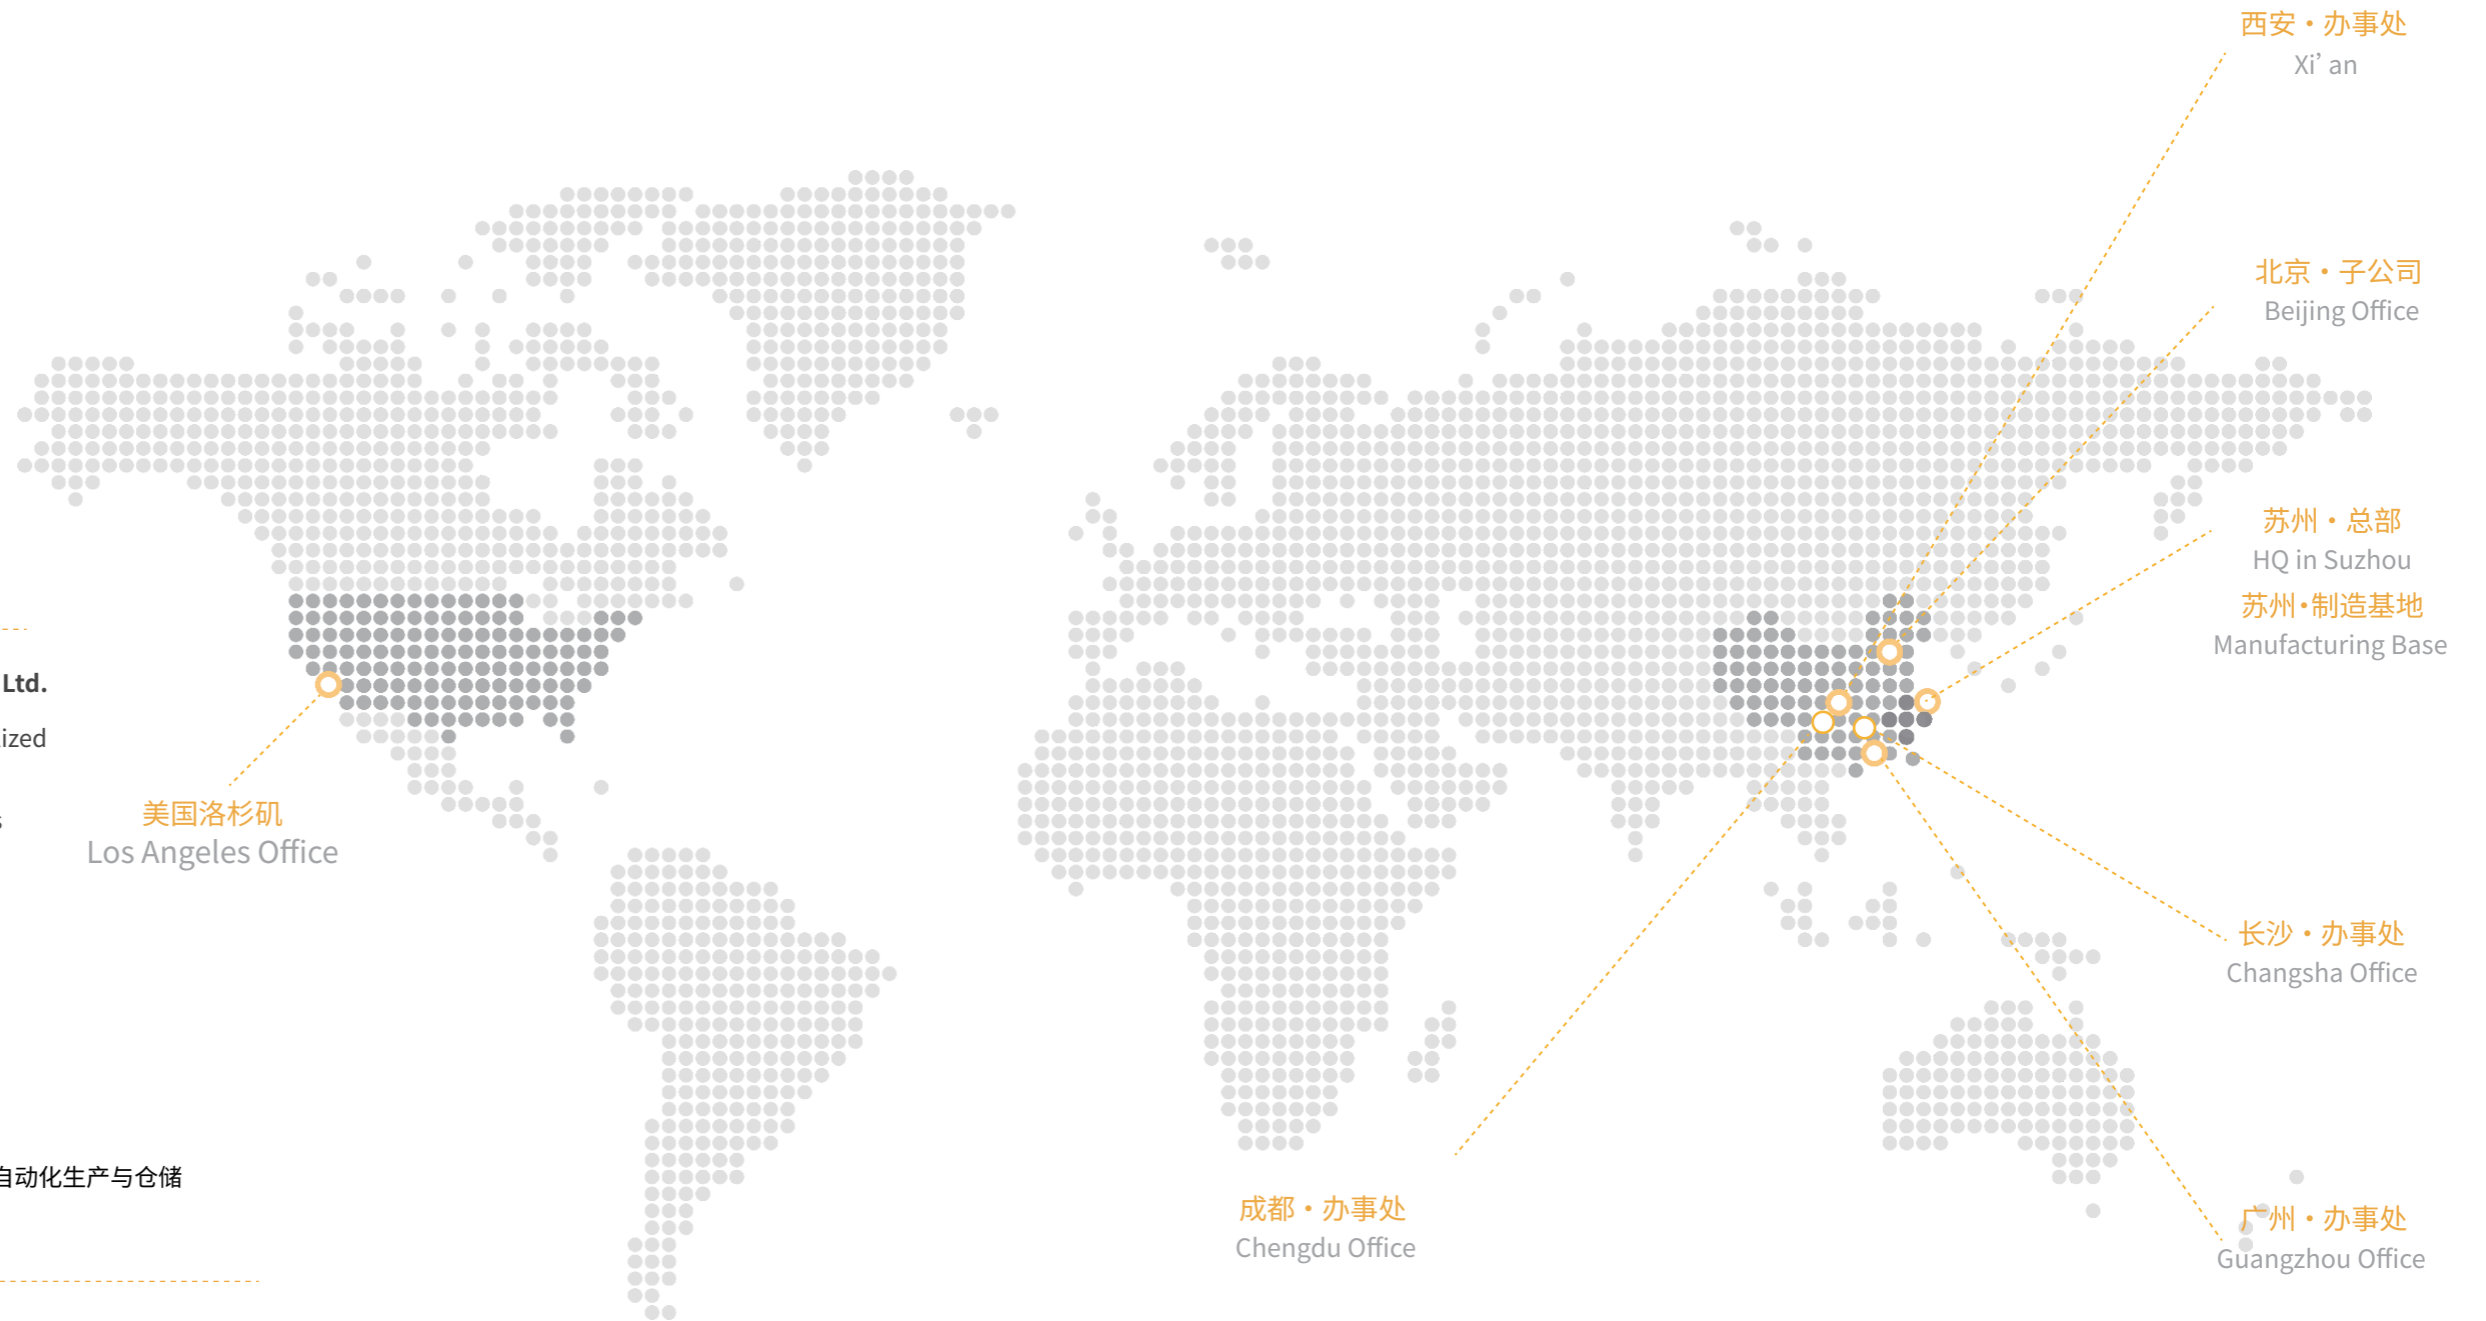 西安・办事处
Xi’ an
北京・子公司
Beijing Office
苏州・总部
HQ in Suzhou
苏州・制造基地
Manufacturing Base
Ltd.
ized
s
美国洛杉矶
Los Angeles Office
长沙・办事处
Changsha Office
自动化生产与仓储
成都・办事处
Chengdu Office
广州・办事处
Guangzhou Office